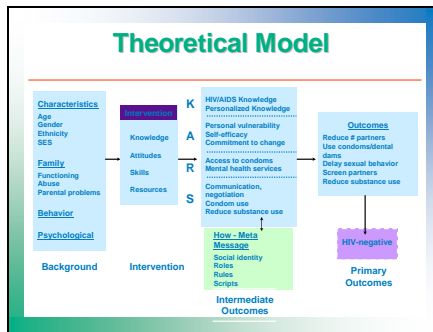 Theoretical Model
Characteristics
Age
Gender
Ethnicity
SES
Family
Functioning
Abuse
Parental problems
Behavior
Psychological
Background
Intervention
Knowledge
Attitudes
Skills
Resources
Intervention
K
A
R
S
HIV/AIDS Knowledge
Personalized Knowledge
Personal vulnerability
Self-efficacy
Commitment to change
Access to condoms
Mental health services
Communication,
negotiation
Condom use
Reduce substance use
How - Meta
Message
Social identity
Roles
Rules
Scripts
Intermediate
Outcomes
Outcomes
Reduce # partners
Use condoms/dental
dams
Delay sexual behavior
Screen partners
Reduce substance use
HIV-negative
Primary
Outcomes